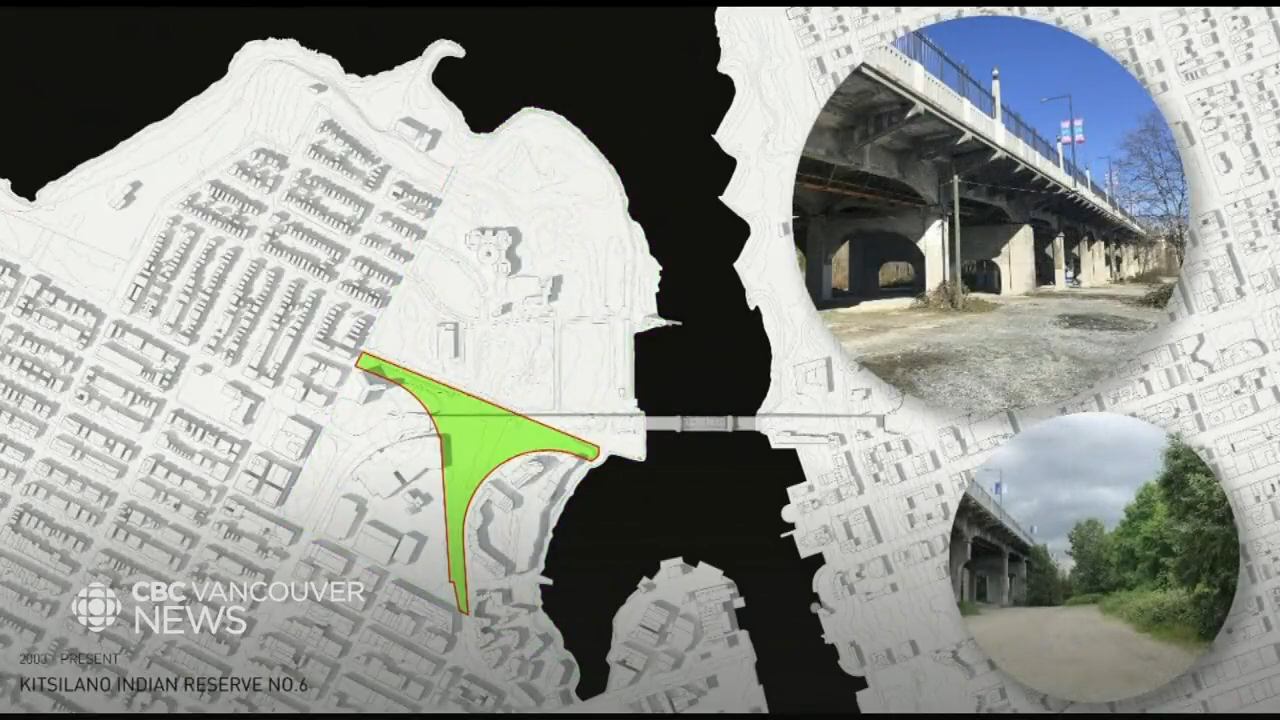 CBC VANCOUVER
NEWS
2003 - PRESENT
KITSILANO INDIAN RESERVE NO.6